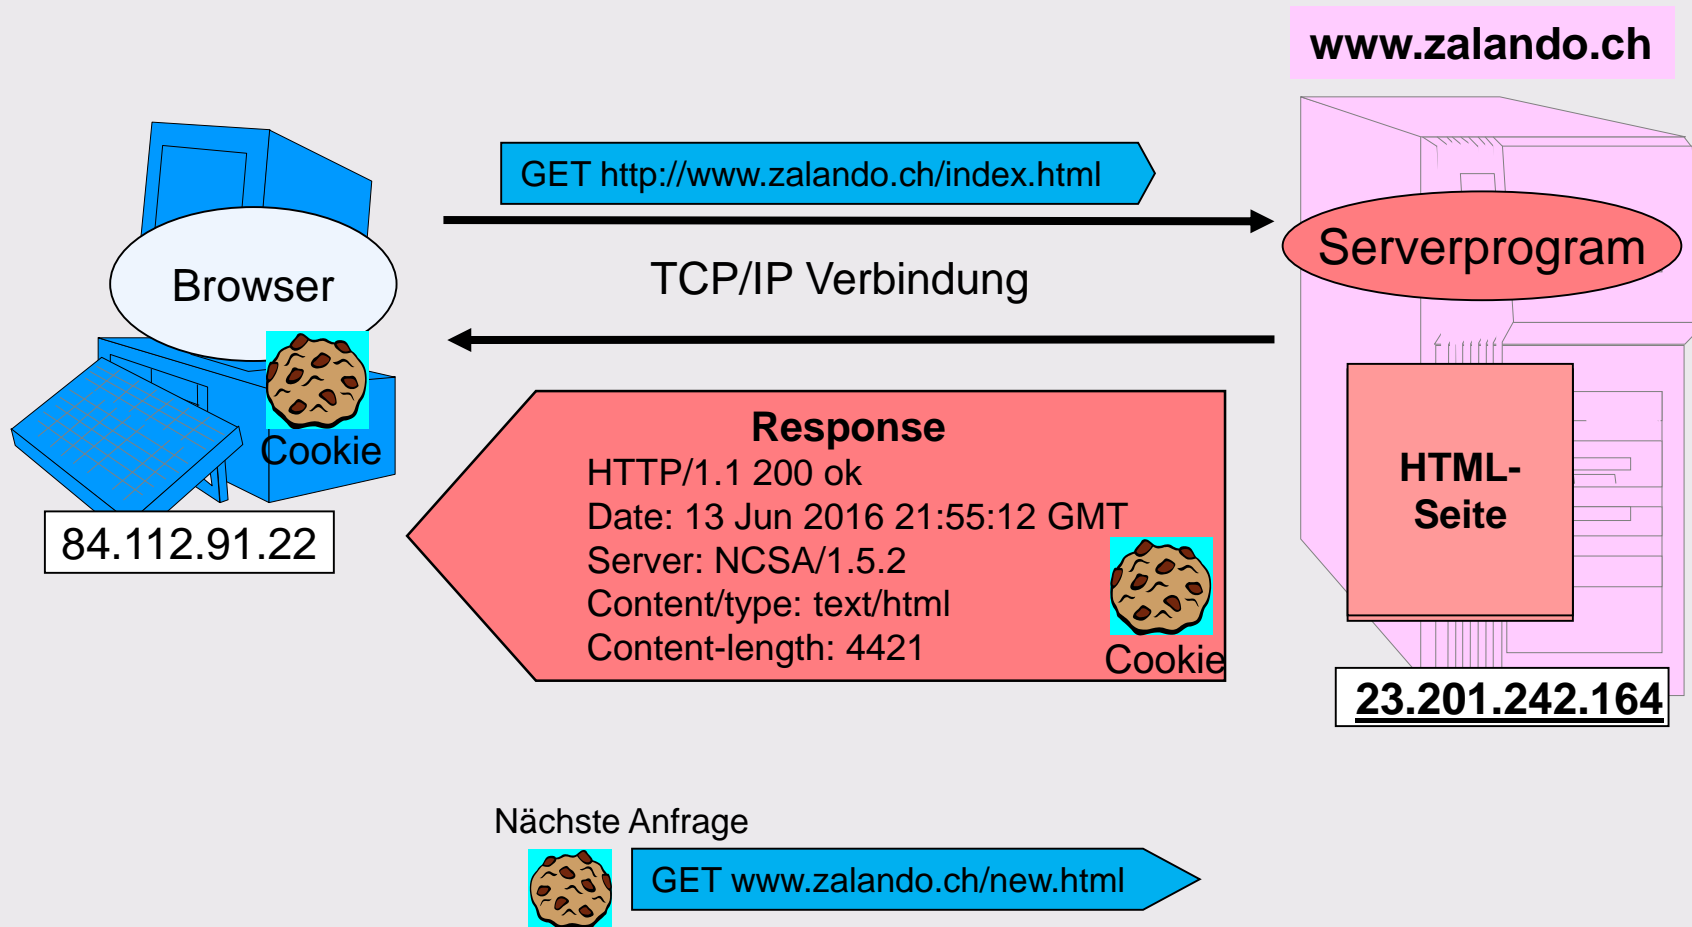 www.zalando.ch
GET http://www.zalando.ch/index.html
Serverprogram
Browser
TCP/IP Verbindung
Cookie
84.112.91.22
Response
HTTP/1.1 200 ok
Date: 13 Jun 2016 21:55:12 GMT
Server: NCSA/1.5.2
Content/type: text/html
Content-length: 4421
Cookie
HTML-
Seite
23.201.242.164
Nächste Anfrage
GET www.zalando.ch/new.html